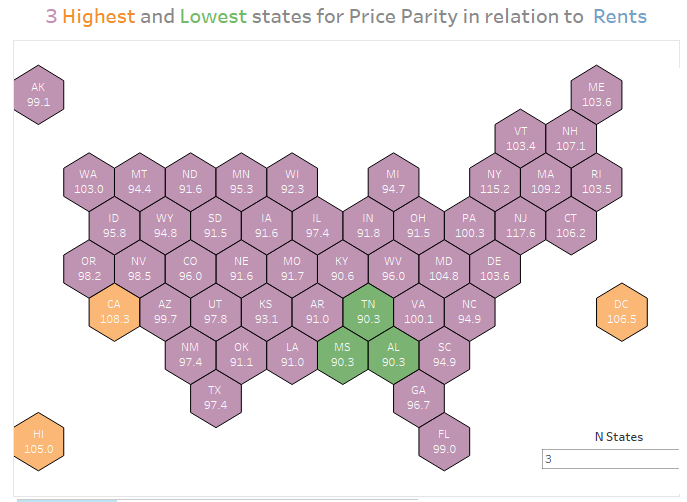 3 Highest and Lowest states for Price Parity in relation to Rents
AK
99.1
ME
103.6
VT
103.4
NH
107.1
WA
103.0
MT
94.4
ND
91.6
MN
95.3
WI
92.3
MI
94.7
NY
115.2
MA
109.2
RI
103.5
ID
95.8
WY
94.8
SD
91.5
IA
91.6
IL
97.4
IN
91.8
OH
91.5
PA
100.3
NJ
117.6
CT
106.2
OR
98.2
NV
98.5
CO
96.0
NE
91.6
MO
91.7
KY
90.6
WV
96.0
MD
104.8
DE
103.6
CA
108.3
AZ
99.7
UT
97.8
KS
93.1
AR
91.0
TN
90.3
VA
100.1
NC
94.9
DC
106.5
NM
97.4
OK
91.1
LA
91.0
MS
90.3
AL
90.3
SC
94.9
TX
97.4
GA
96.7
HI
105.0
FL
99.0
N States
3